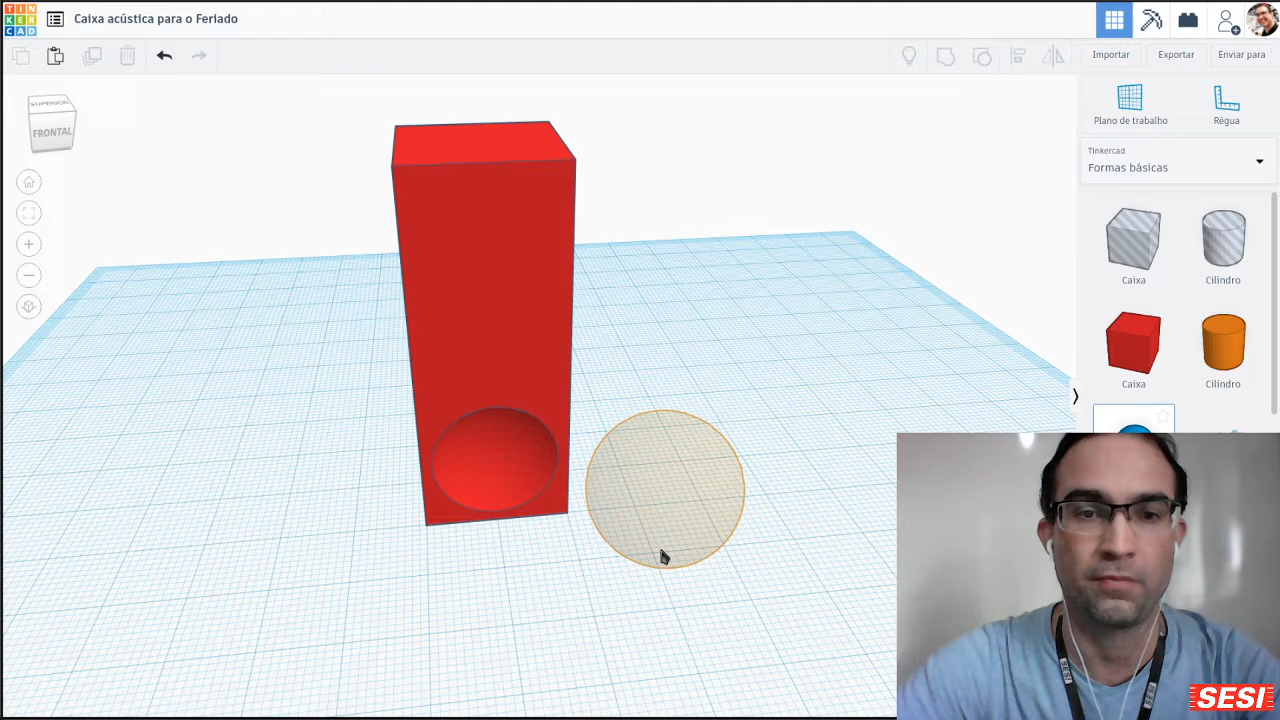 TIN
KER
CAD
Caixa acústica para o Feriado
Importar
Exportar
Enviar para
SUPERIOR
FRONTAL
Plano de trabalho
Régua
Tinkercad
Formas básicas
Caixa
Cilindro
Caixa
Cilindro
SESI
SESI